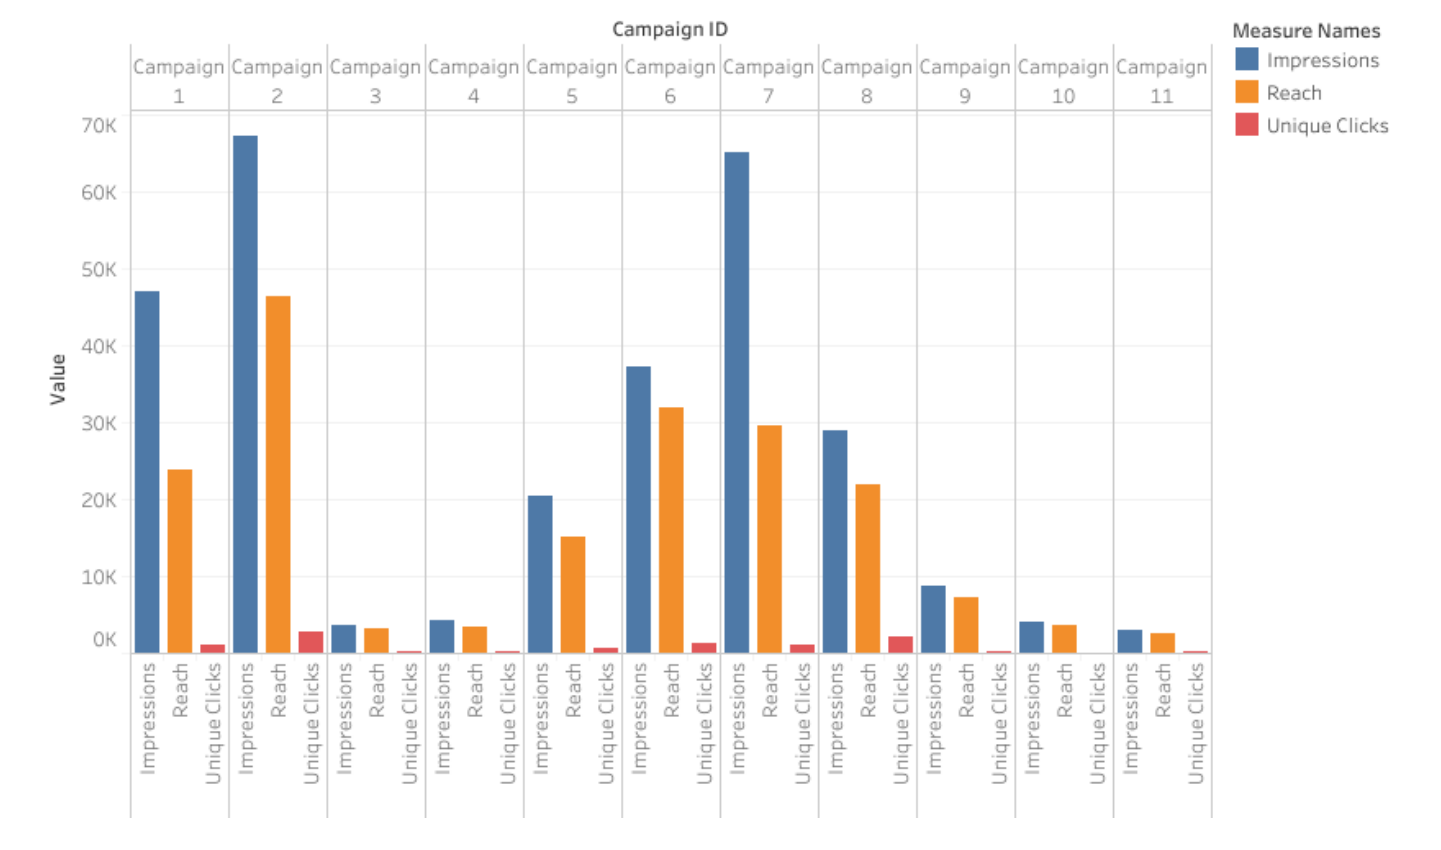 Campaign ID
Measure Names
Campaign 1
Campaign 2
Campaign 3
Campaign 4
Campaign 5
Campaign 6
Campaign 7
Campaign 8
Campaign 9
Campaign 10
Campaign 11
Impressions
Reach
Unique Clicks
Value
70K
60K
50K
40K
30K
20K
10K
0K
Impressions
Reach
Unique Clicks
Impressions
Reach
Unique Clicks
Impressions
Reach
Unique Clicks
Impressions
Reach
Unique Clicks
Impressions
Reach
Unique Clicks
Impressions
Reach
Unique Clicks
Impressions
Reach
Unique Clicks
Impressions
Reach
Unique Clicks
Impressions
Reach
Unique Clicks
Impressions
Reach
Unique Clicks
Impressions
Reach
Unique Clicks